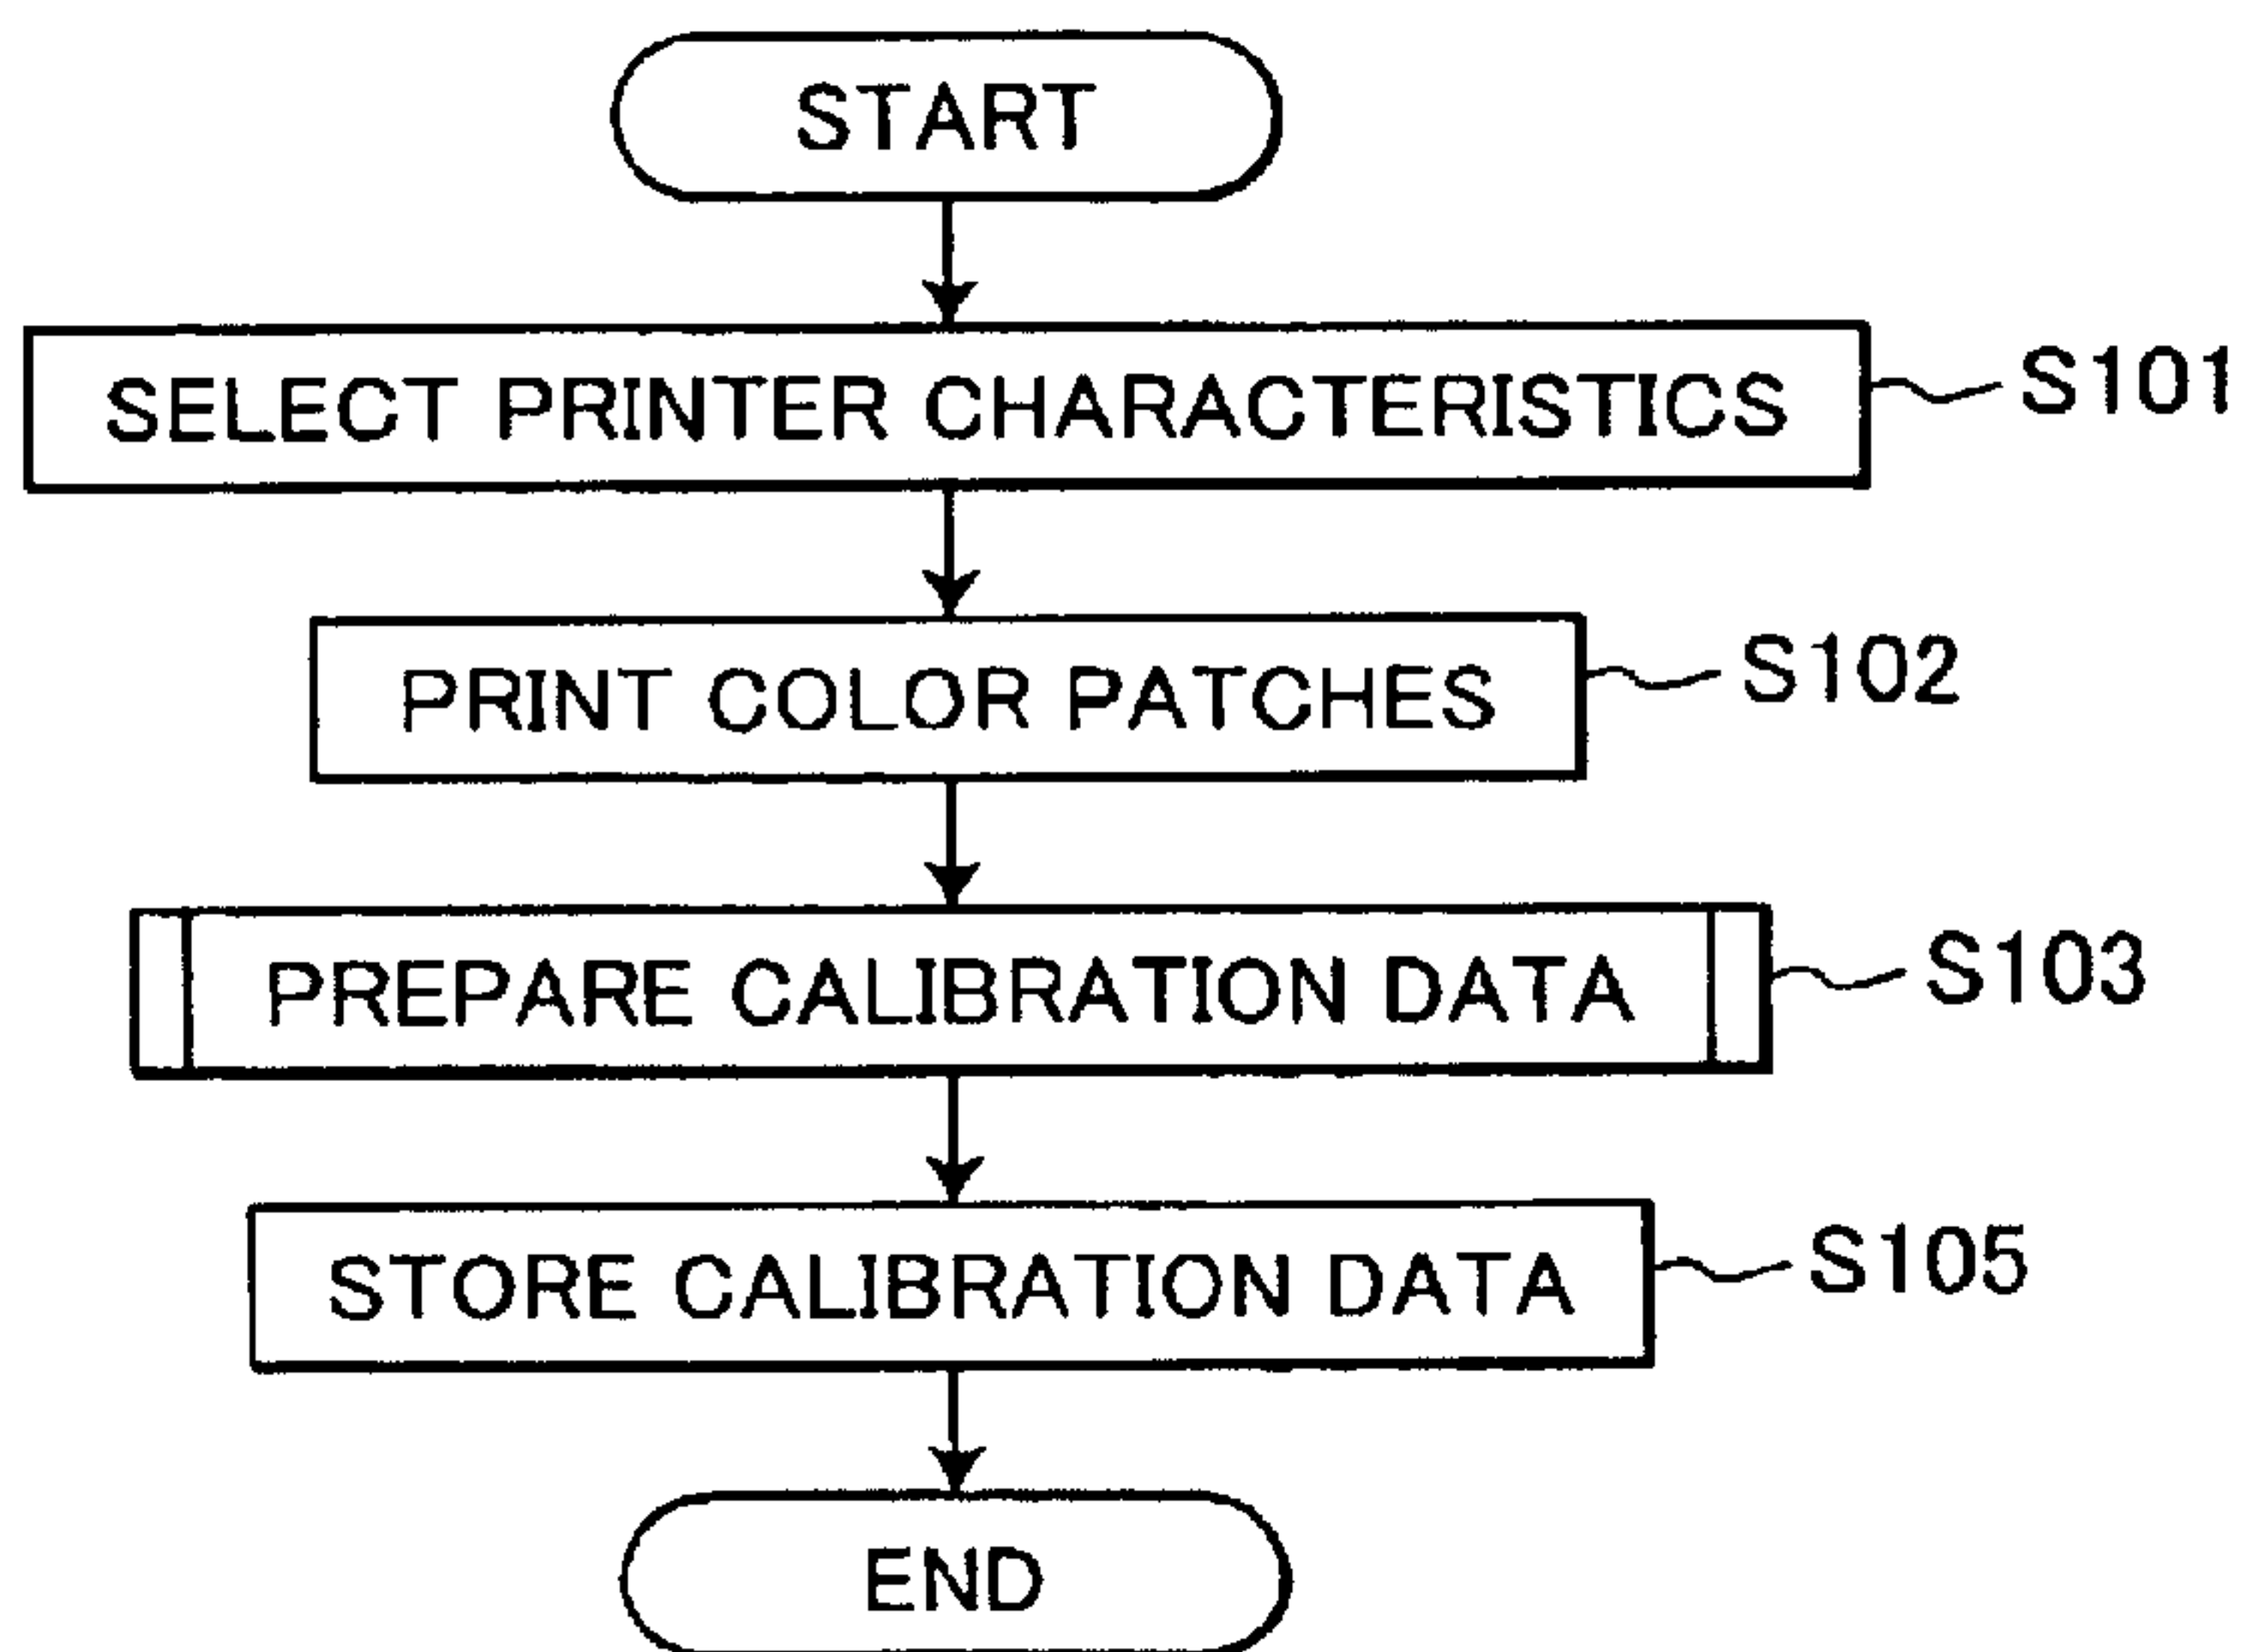 START
SELECT PRINTER CHARACTERISTICS S101
PRINT COLOR PATCHES S102
PREPARE CALIBRATION DATA S103
STORE CALIBRATION DATA S105
END